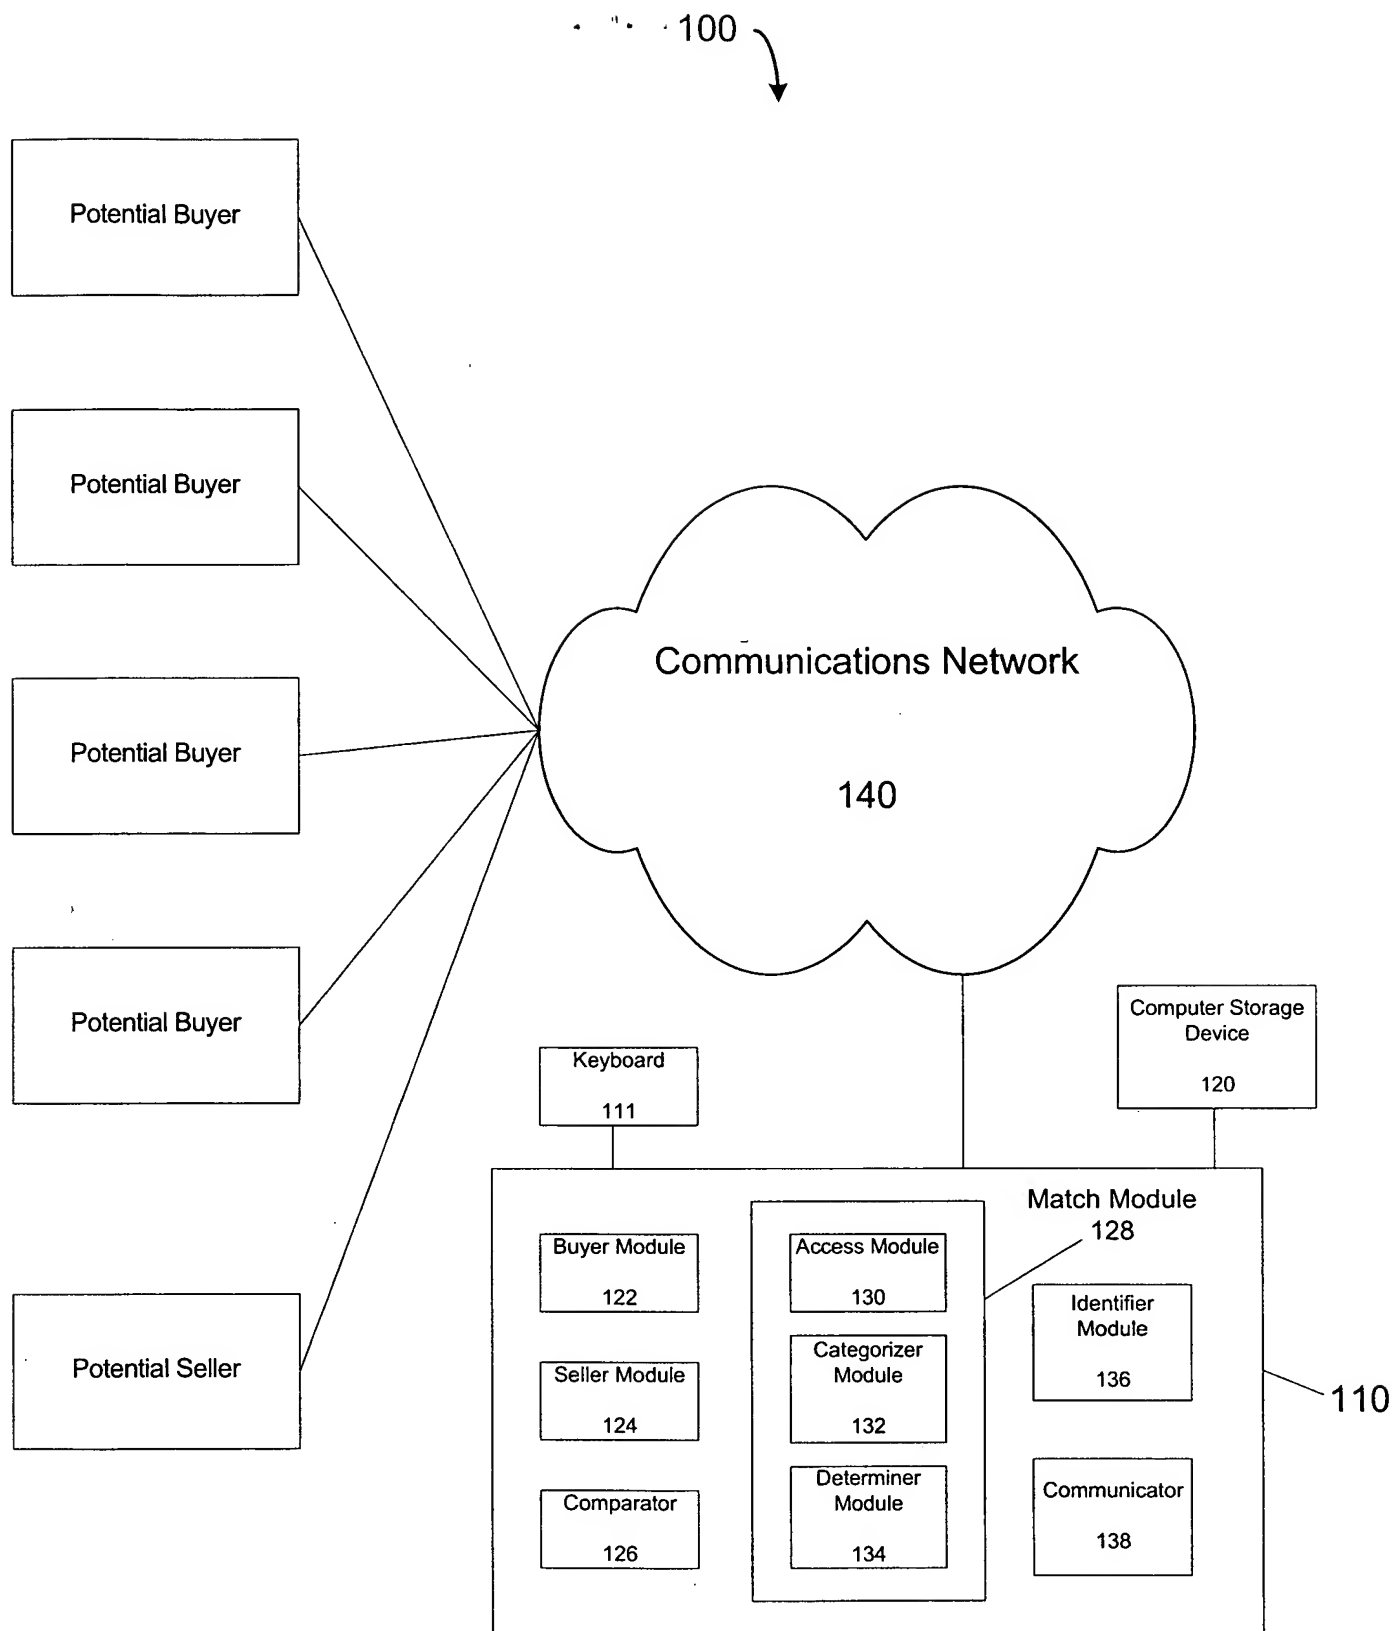 100
Potential Buyer
Potential Buyer
Potential Buyer
Potential Buyer
Potential Seller
Communications Network
140
Keyboard
111
Computer Storage
Device
120
Match Module
128
Buyer Module
122
Seller Module
124
Comparator
126
Access Module
130
Categorizer
Module
132
Determiner
Module
134
Identifier
Module
136
Communicator
138
110